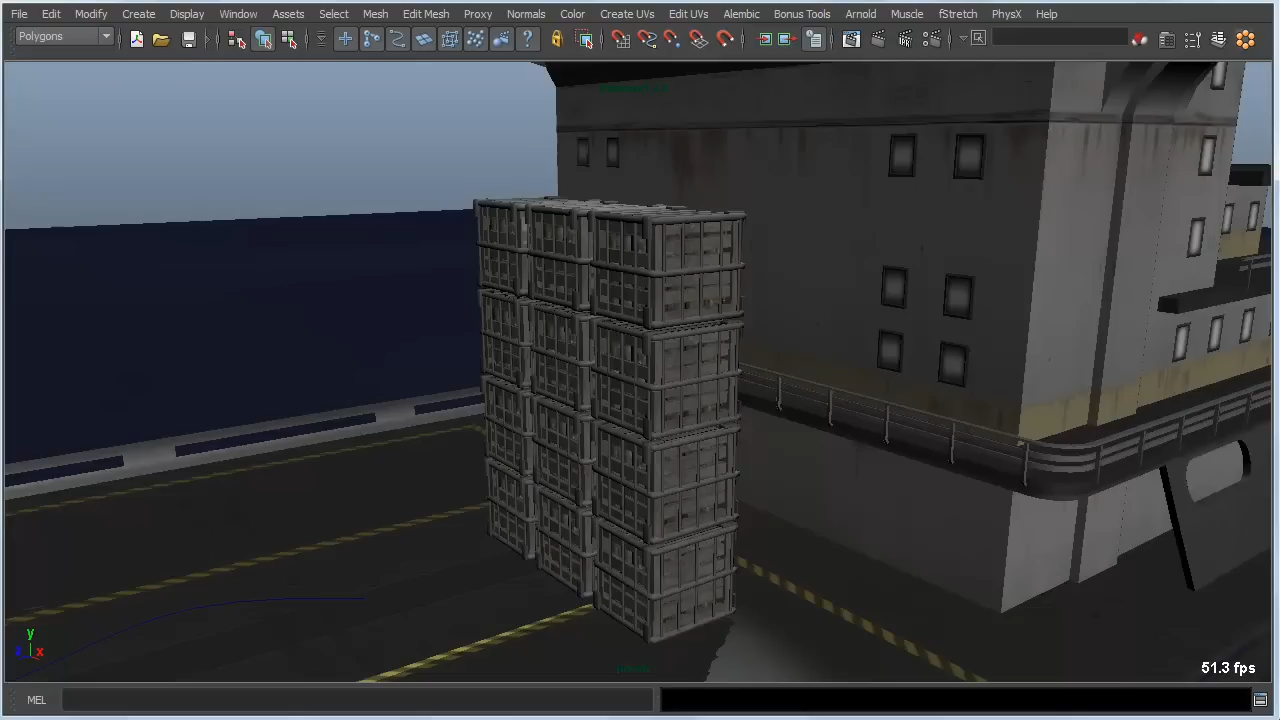 File Edit Modify Create Display Window Assets Select Mesh Edit Mesh Proxy Normals Color Create UVs Edit UVs Alembic Bonus Tools Arnold Muscle fStretch PhysX Help
Polygons
y
x
51.3 fps
MEL